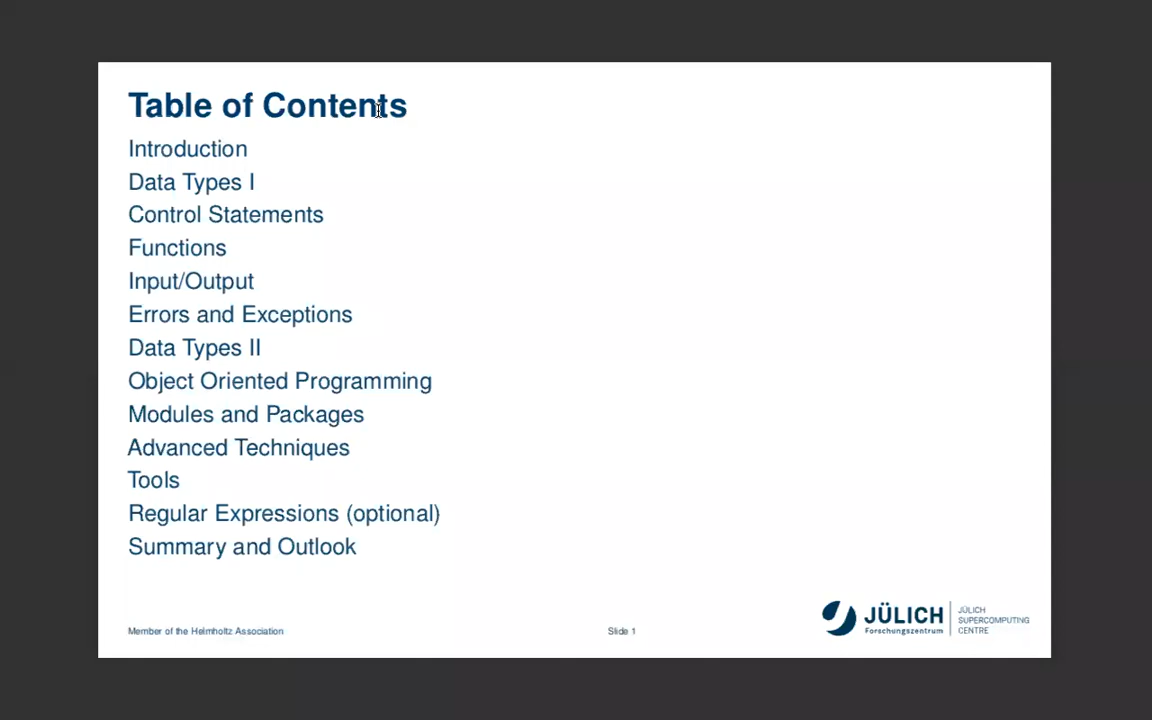 Table of Contents
Introduction
Data Types I
Control Statements
Functions
Input/Output
Errors and Exceptions
Data Types II
Object Oriented Programming
Modules and Packages
Advanced Techniques
Tools
Regular Expressions (optional)
Summary and Outlook
Member of the Helmholtz Association
Slide 1
JÜLICH
Forschungszentrum
JÜLICH
SUPERCOMPUTING
CENTRE